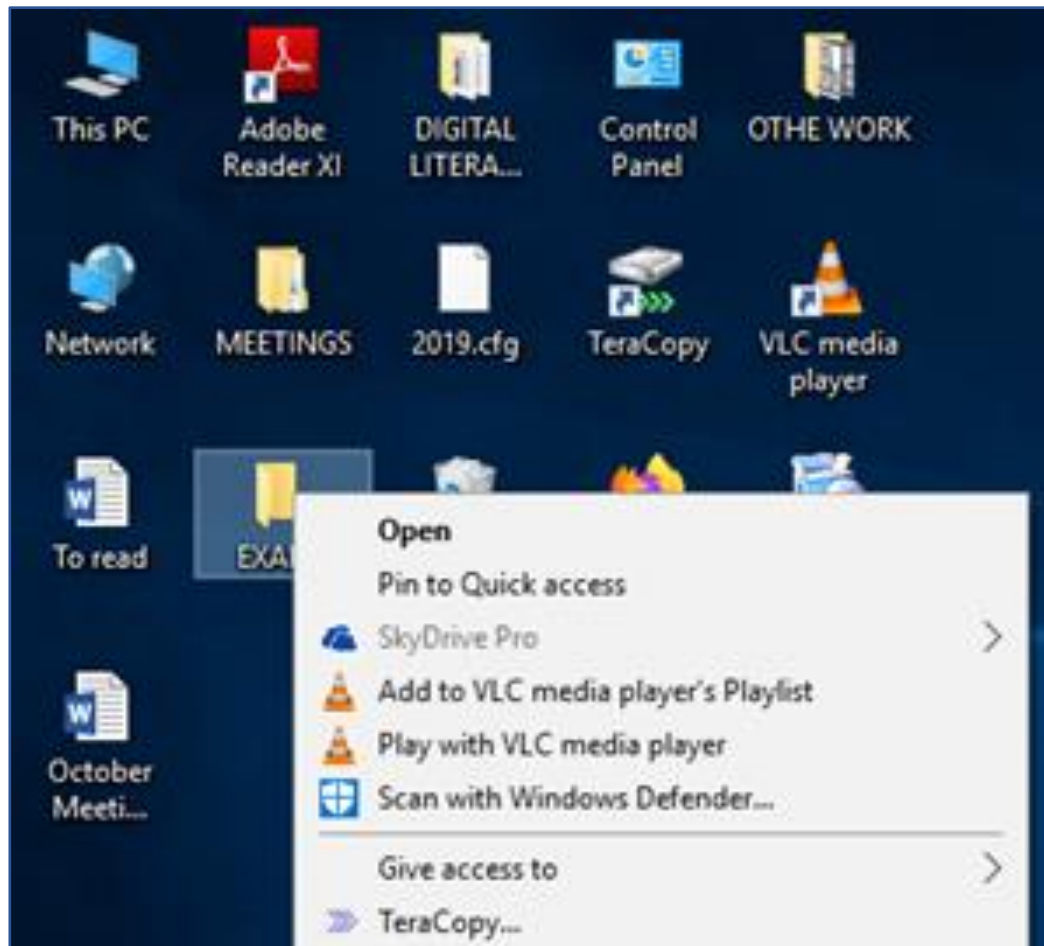 This PC
Adobe
Reader XI
DIGITAL
LITERA...
Control
Panel
OTHE WORK
Network
MEETINGS
2019.cfg
TeraCopy
VLC media
player
To read
October
Meeti...
Open
Pin to Quick access
SkyDrive Pro
Add to VLC media player's Playlist
Play with VLC media player
Scan with Windows Defender...
Give access to
TeraCopy...